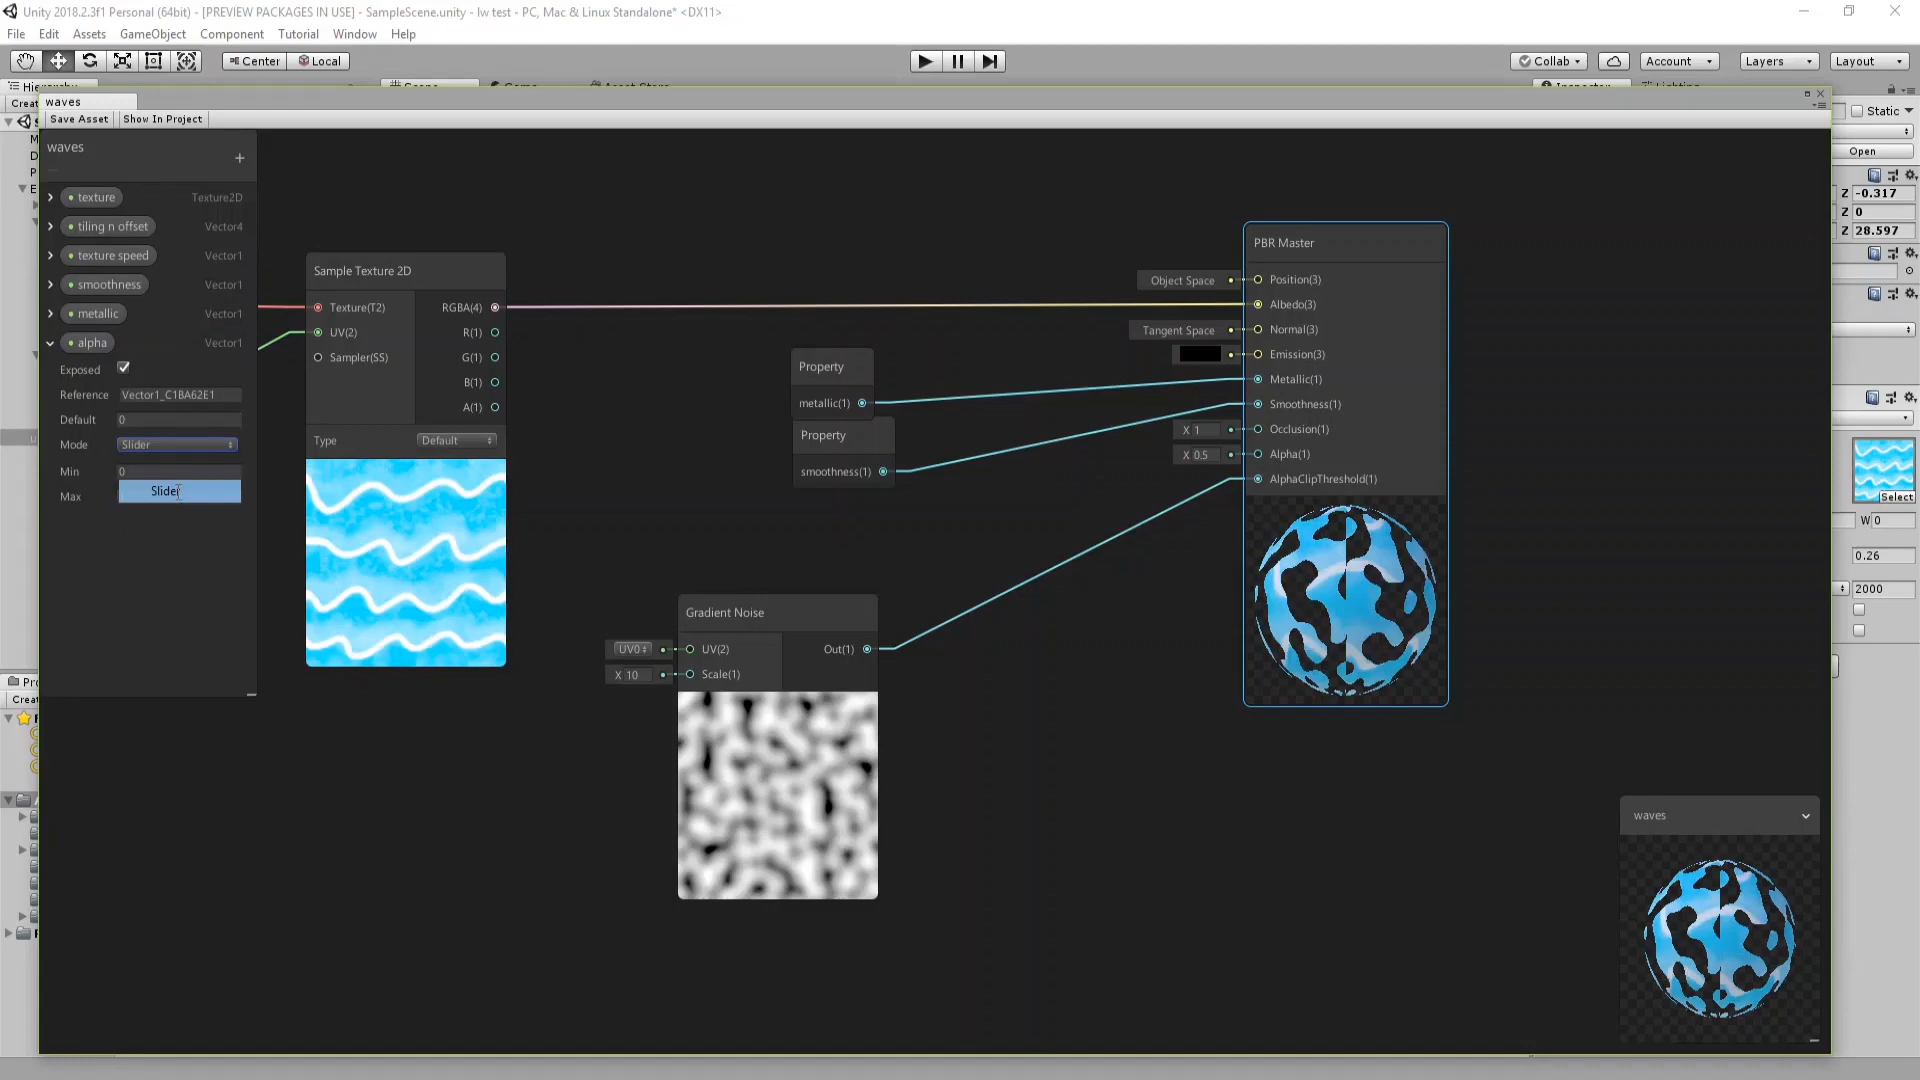 Unity 2018.2.3f1 Personal (64bit) - [PREVIEW PACKAGES IN USE] - SampleScene.unity - lw test - PC, Mac & Linux Standalone* <DX11>
File Edit Assets GameObject Component Tutorial Window Help
Center Local Collab Account Layers Layout
waves
Save Asset Show In Project
Static
Open
waves
+
texture Texture2D
tiling n offset Vector4
texture speed Vector1
smoothness Vector1
metallic Vector1
alpha Vector1
Exposed
Reference Vector1_C1BA62E1
Default 0
Mode Slider
Min 0
Slider
Max
Sample Texture 2D
Texture(T2) RGBA(4)
UV(2) R(1)
Sampler(SS) G(1)
B(1)
A(1)
Type Default
Property
metallic(1)
Property
smoothness(1)
Gradient Noise
UV0 UV(2) Out(1)
X 10 Scale(1)
PBR Master
Object Space Position(3)
Albedo(3)
Tangent Space Normal(3)
Emission(3)
Metallic(1)
Smoothness(1)
X 1 Occlusion(1)
X 0.5 Alpha(1)
AlphaClipThreshold(1)
waves
Z -0.317
Z 0
Z 28.597
Select
W 0
0.26
2000